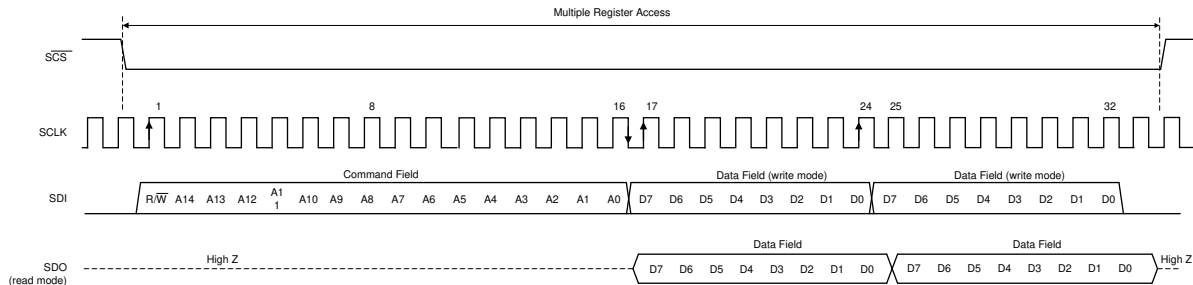 Multiple Register Access
SCS
1 8 16 17 24 25 32
SCLK
Command Field Data Field (write mode) Data Field (write mode)
SDI R/W A14 A13 A12 A1 1 A10 A9 A8 A7 A6 A5 A4 A3 A2 A1 A0 D7 D6 D5 D4 D3 D2 D1 D0 D7 D6 D5 D4 D3 D2 D1 D0
Data Field Data Field
High Z High Z
SDO
(read mode)
D7 D6 D5 D4 D3 D2 D1 D0 D7 D6 D5 D4 D3 D2 D1 D0